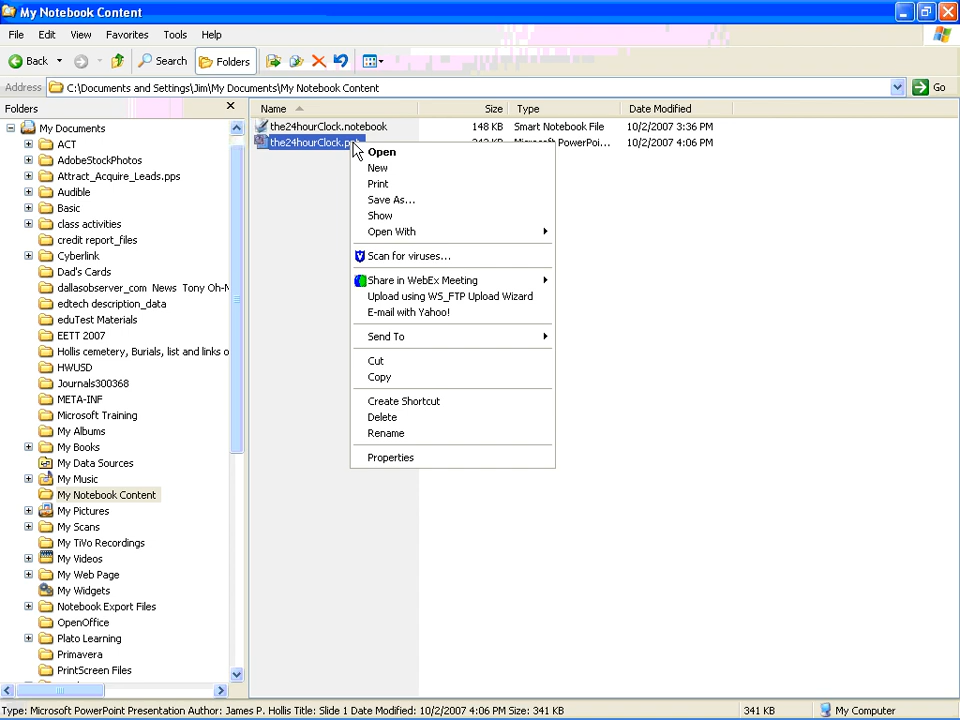 My Notebook Content
File Edit View Favorites Tools Help
Back Search Folders
Address C:\Documents and Settings\Jim\My Documents\My Notebook Content Go
Folders
Name Size Type Date Modified
the24hourClock.notebook 148 KB Smart Notebook File 10/2/2007 3:36 PM
the24hourClock.ppt Microsoft PowerPoi... 10/2/2007 4:06 PM
My Documents
ACT
AdobeStockPhotos
Attract_Acquire_Leads.pps
Audible
Basic
class activities
credit report_files
Cyberlink
Dad's Cards
dallasobserver_com News Tony Oh-N
edtech description_data
eduTest Materials
EETT 2007
Hollis cemetery, Burials, list and links o
HWUSD
Journals300368
META-INF
Microsoft Training
My Albums
My Books
My Data Sources
My Music
My Notebook Content
My Pictures
My Scans
My TiVo Recordings
My Videos
My Web Page
My Widgets
Notebook Export Files
OpenOffice
Plato Learning
Primavera
PrintScreen Files
Open
New
Print
Save As...
Show
Open With
Scan for viruses...
Share in WebEx Meeting
Upload using WS_FTP Upload Wizard
E-mail with Yahoo!
Send To
Cut
Copy
Create Shortcut
Delete
Rename
Properties
Type: Microsoft PowerPoint Presentation Author: James P. Hollis Title: Slide 1 Date Modified: 10/2/2007 4:06 PM Size: 341 KB 341 KB My Computer